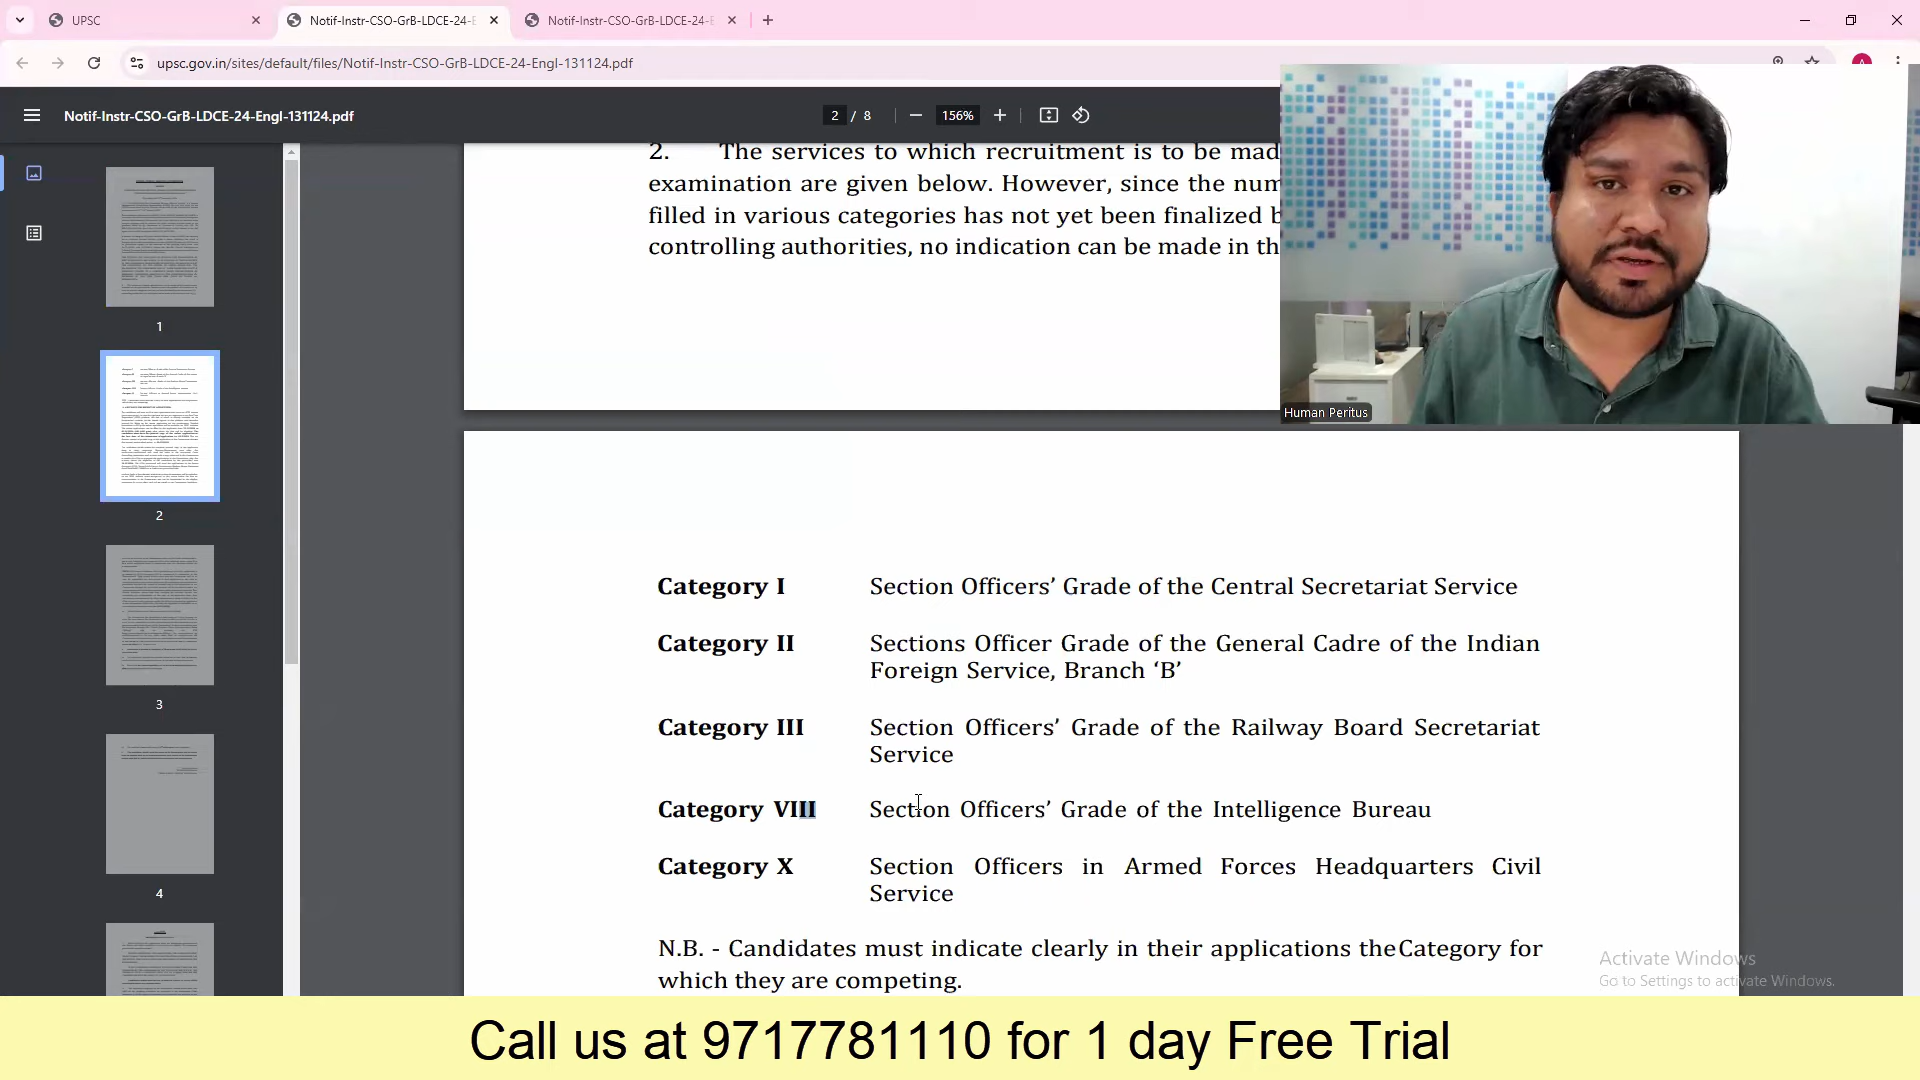 UPSC
Notif-Instr-CSO-GrB-LDCE-24-E
Notif-Instr-CSO-GrB-LDCE-24-E
upsc.gov.in/sites/default/files/Notif-Instr-CSO-GrB-LDCE-24-Engl-131124.pdf
Notif-Instr-CSO-GrB-LDCE-24-Engl-131124.pdf
2 / 8
156%
1
2
3
4
2. The services to which recruitment is to be mad
examination are given below. However, since the num
filled in various categories has not yet been finalized b
controlling authorities, no indication can be made in th
Human Peritus
Category I Section Officers’ Grade of the Central Secretariat Service
Category II Sections Officer Grade of the General Cadre of the Indian
Foreign Service, Branch ‘B’
Category III Section Officers’ Grade of the Railway Board Secretariat
Service
Category VIII Section Officers’ Grade of the Intelligence Bureau
Category X Section Officers in Armed Forces Headquarters Civil
Service
N.B. - Candidates must indicate clearly in their applications theCategory for
which they are competing.
Activate Windows
Go to Settings to activate Windows.
Call us at 9717781110 for 1 day Free Trial